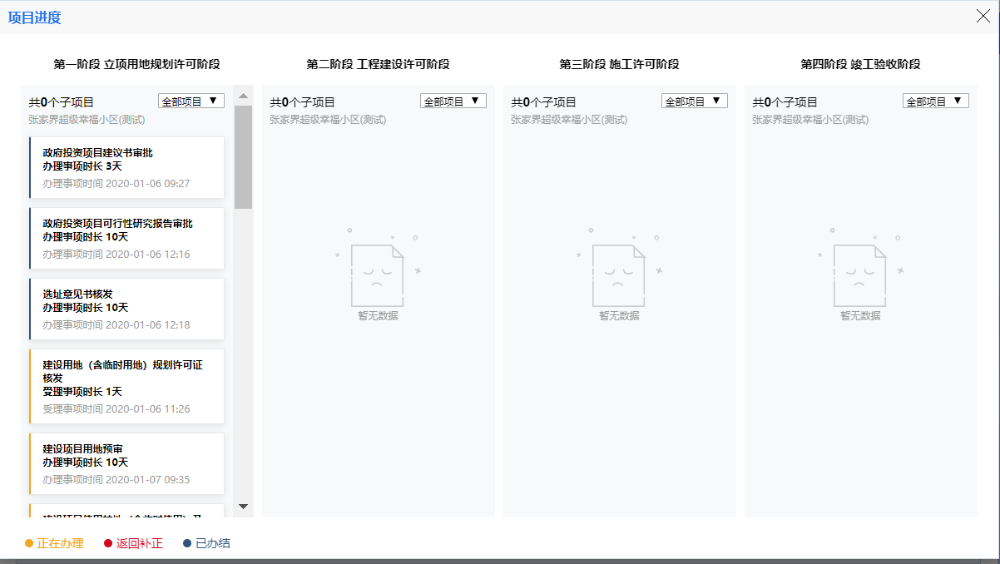 项目进度
第一阶段 立项用地规划许可阶段
共0个子项目
全部项目 ▼
张家界超级幸福小区(测试)
政府投资项目建议书审批
办理事项时长 3天
办理事项时间 2020-01-06 09:27
政府投资项目可行性研究报告审批
办理事项时长 10天
办理事项时间 2020-01-06 12:16
选址意见书核发
办理事项时长 10天
办理事项时间 2020-01-06 12:18
建设用地（含临时用地）规划许可证
核发
受理事项时长 1天
受理事项时间 2020-01-06 11:26
建设项目用地预审
办理事项时长 10天
办理事项时间 2020-01-07 09:35
第二阶段 工程建设许可阶段
共0个子项目
全部项目 ▼
张家界超级幸福小区(测试)
暂无数据
第三阶段 施工许可阶段
共0个子项目
全部项目 ▼
张家界超级幸福小区(测试)
暂无数据
第四阶段 竣工验收阶段
共0个子项目
全部项目 ▼
张家界超级幸福小区(测试)
暂无数据
正在办理
返回补正
已办结